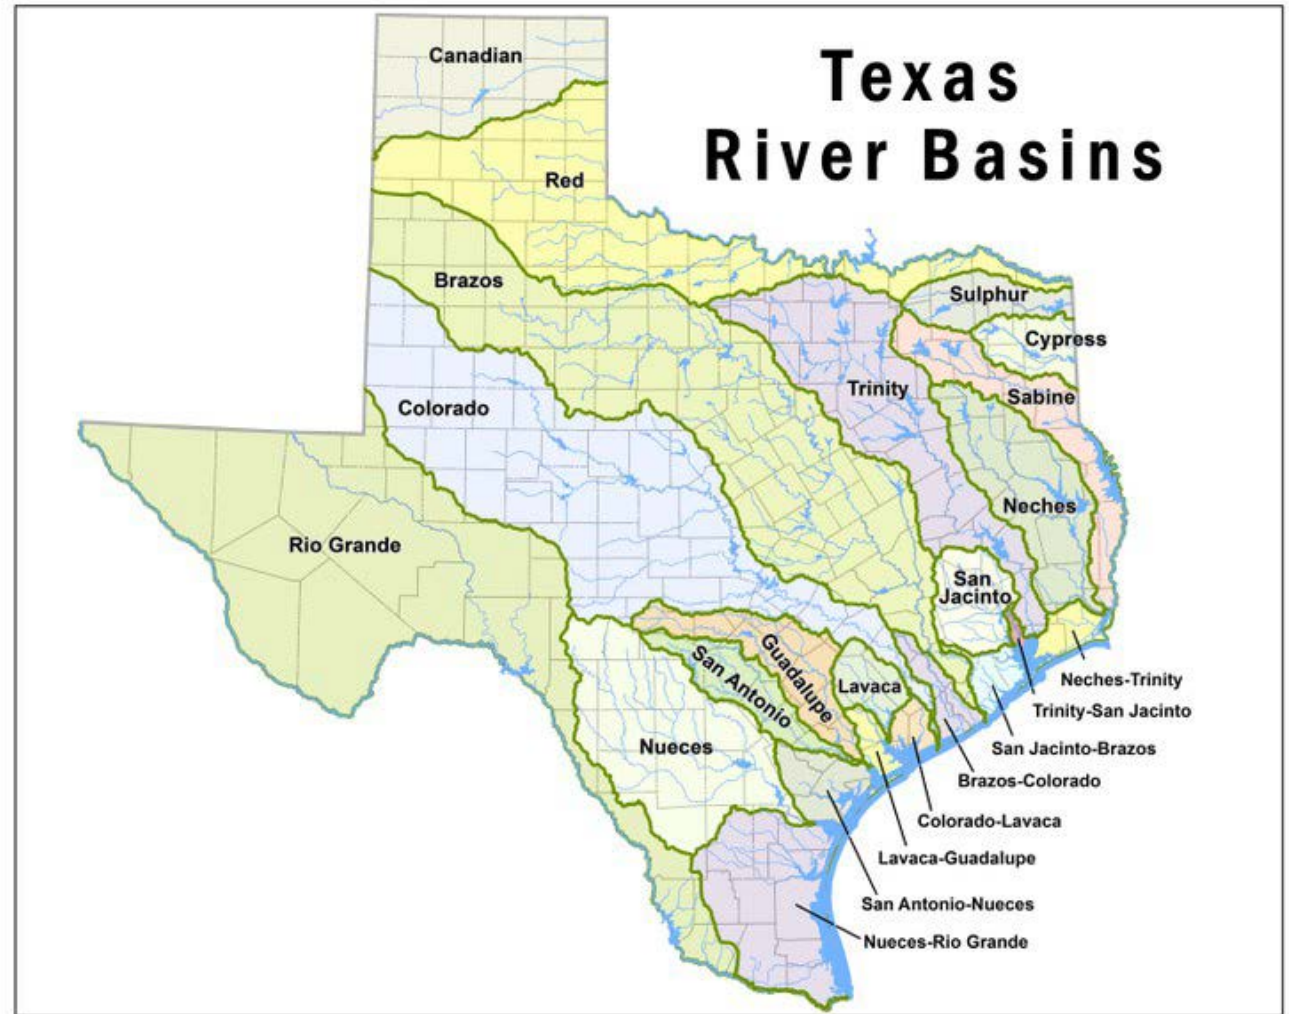 Texas
River Basins
Canadian
Red
Brazos
Sulphur
Cypress
Trinity
Sabine
Colorado
Neches
Rio Grande
San
Jacinto
Guadalupe
San Antonio
Lavaca
Neches-Trinity
Trinity-San Jacinto
Nueces
San Jacinto-Brazos
Brazos-Colorado
Colorado-Lavaca
Lavaca-Guadalupe
San Antonio-Nueces
Nueces-Rio Grande